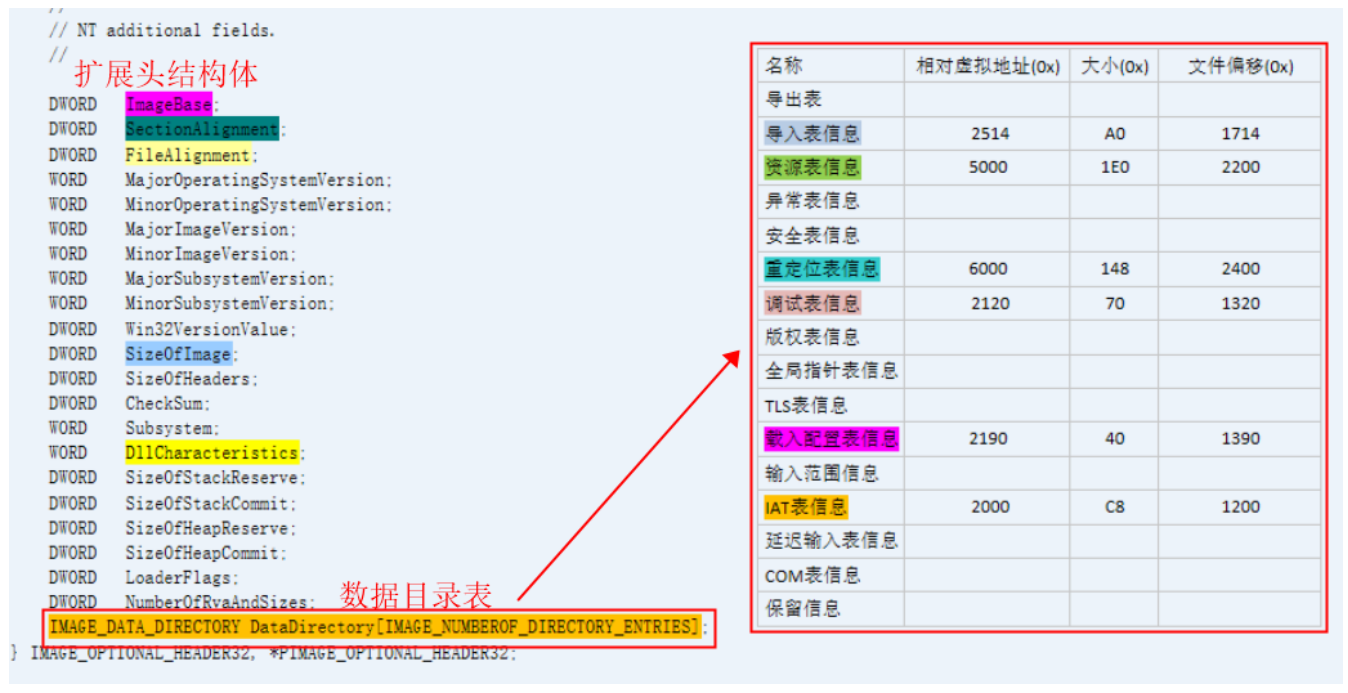 //
// NT additional fields.
//
扩展头结构体
DWORD ImageBase;
DWORD SectionAlignment;
DWORD FileAlignment;
WORD MajorOperatingSystemVersion;
WORD MinorOperatingSystemVersion;
WORD MajorImageVersion;
WORD MinorImageVersion;
WORD MajorSubsystemVersion;
WORD MinorSubsystemVersion;
DWORD Win32VersionValue;
DWORD SizeOfImage;
DWORD SizeOfHeaders;
DWORD CheckSum;
WORD Subsystem;
WORD DllCharacteristics;
DWORD SizeOfStackReserve;
DWORD SizeOfStackCommit;
DWORD SizeOfHeapReserve;
DWORD SizeOfHeapCommit;
DWORD LoaderFlags;
DWORD NumberOfRvaAndSizes;
数据目录表
IMAGE_DATA_DIRECTORY DataDirectory[IMAGE_NUMBEROF_DIRECTORY_ENTRIES];
} IMAGE_OPTIONAL_HEADER32, *PIMAGE_OPTIONAL_HEADER32;
名称 相对虚拟地址(0x) 大小(0x) 文件偏移(0x)
导出表
导入表信息 2514 A0 1714
资源表信息 5000 1E0 2200
异常表信息
安全表信息
重定位表信息 6000 148 2400
调试表信息 2120 70 1320
版权表信息
全局指针表信息
TLS表信息
载入配置表信息 2190 40 1390
输入范围信息
IAT表信息 2000 C8 1200
延迟输入表信息
COM表信息
保留信息